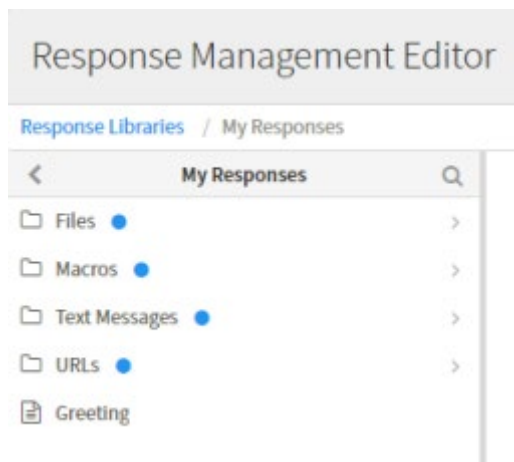 Response Management Editor
Response Libraries / My Responses
My Responses
Files
Macros
Text Messages
URLs
Greeting